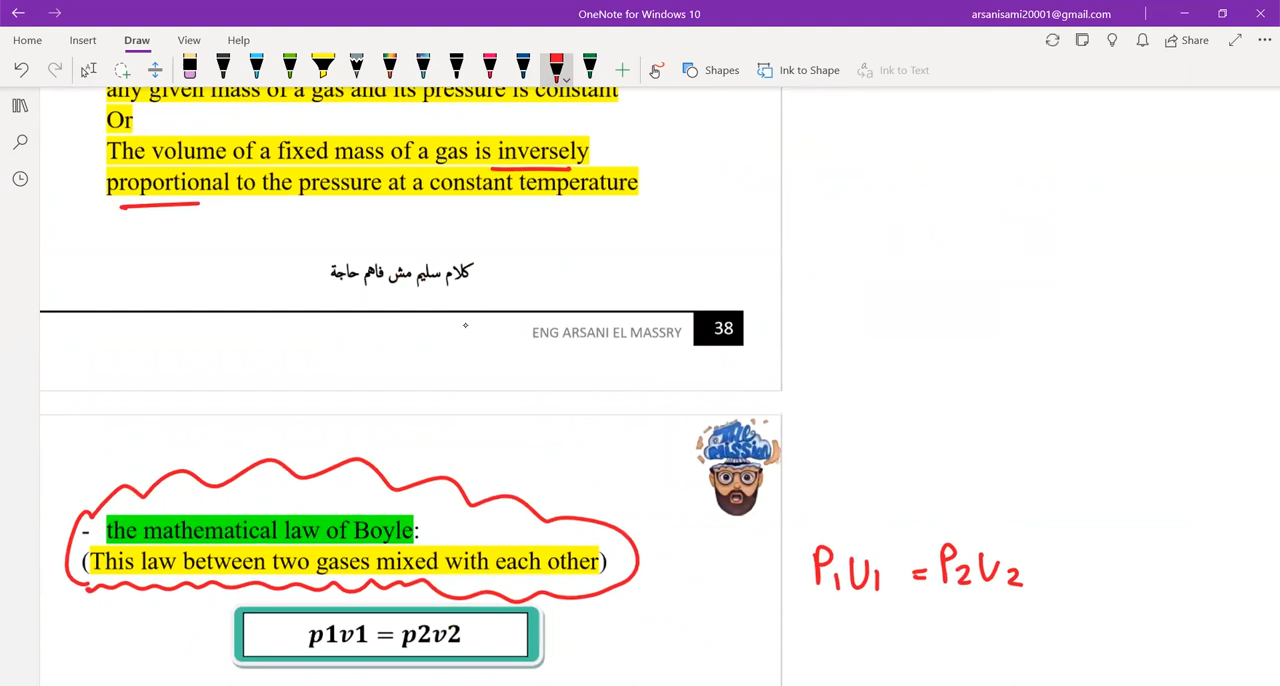 OneNote for Windows 10
arsanisami20001@gmail.com
Home Insert Draw View Help
Share
Shapes Ink to Shape Ink to Text
any given mass of a gas and its pressure is constant
Or
The volume of a fixed mass of a gas is inversely
proportional to the pressure at a constant temperature
كلام سليم مش فاهم حاجة
ENG ARSANI EL MASSRY 38
THE MISSION
- the mathematical law of Boyle:
(This law between two gases mixed with each other)
P₁V₁ = P₂V₂
p1v1 = p2v2